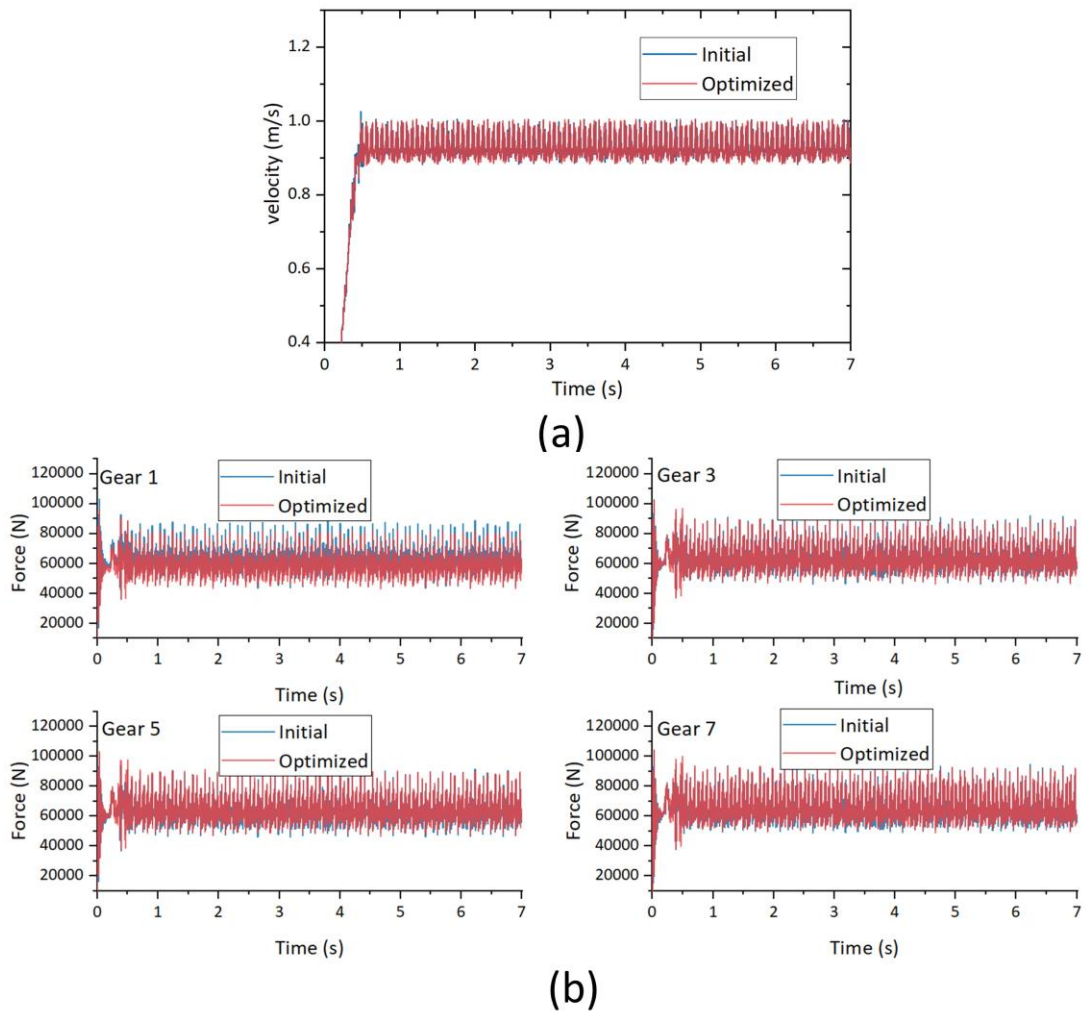 1.2
1.0
0.8
0.6
0.4
velocity (m/s)
Initial
Optimized
0 1 2 3 4 5 6 7
Time (s)
(a)
Gear 1
120000
100000
80000
60000
40000
20000
Force (N)
Initial
Optimized
0 1 2 3 4 5 6 7
Time (s)
Gear 3
120000
100000
80000
60000
40000
20000
Force (N)
Initial
Optimized
0 1 2 3 4 5 6 7
Time (s)
Gear 5
120000
100000
80000
60000
40000
20000
Force (N)
Initial
Optimized
0 1 2 3 4 5 6 7
Time (s)
Gear 7
120000
100000
80000
60000
40000
20000
Force (N)
Initial
Optimized
0 1 2 3 4 5 6 7
Time (s)
(b)